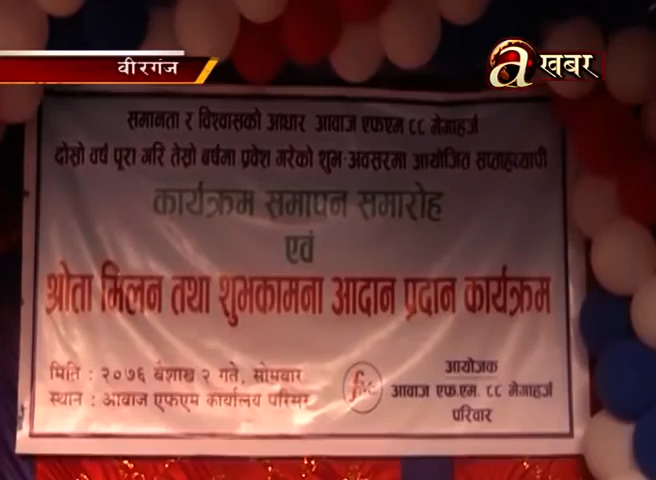 वीरगंज
a खबर
समानता र विश्वासको आधार आवाज एफएम ८८ मेगाहर्ज
दोस्रो वर्ष पूरा गरि तेस्रो बर्षमा प्रवेश गरेको शुभ-अवसरमा आयोजित सप्ताहव्यापी
कार्यक्रम समापन समारोह
एवं
श्रोता मिलन तथा शुभकामना आदान प्रदान कार्यक्रम
मिति : २०७६ बैशाख २ गते, सोमबार
स्थान : आवाज एफएम कार्यालय परिसर
आयोजक
आवाज एफ.एम. ८८ मेगाहर्ज
परिवार